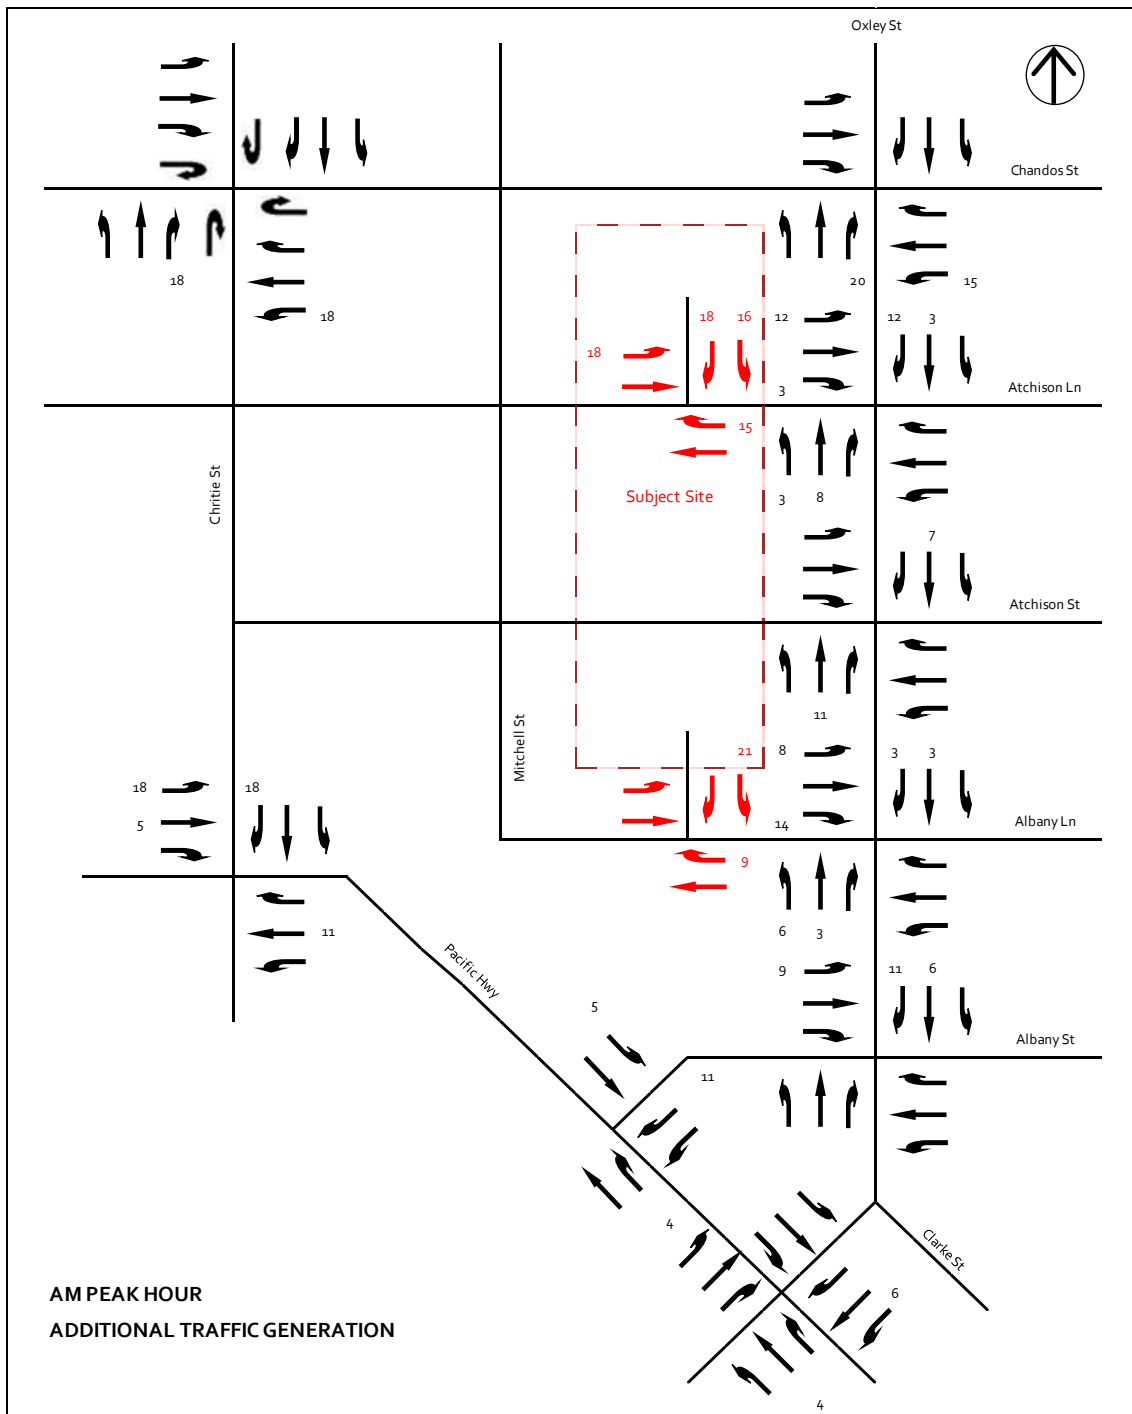 Oxley St
Chandos St
18
20
15
18
18
16
12
12
3
18
3
Atchison Ln
15
Chritie St
Subject Site
3
8
7
Atchison St
11
Mitchell St
21
8
3
3
18
18
5
14
Albany Ln
9
11
6
3
Pacific Hwy
9
11
6
5
Albany St
11
4
Clarke St
6
AM PEAK HOUR
ADDITIONAL TRAFFIC GENERATION
4